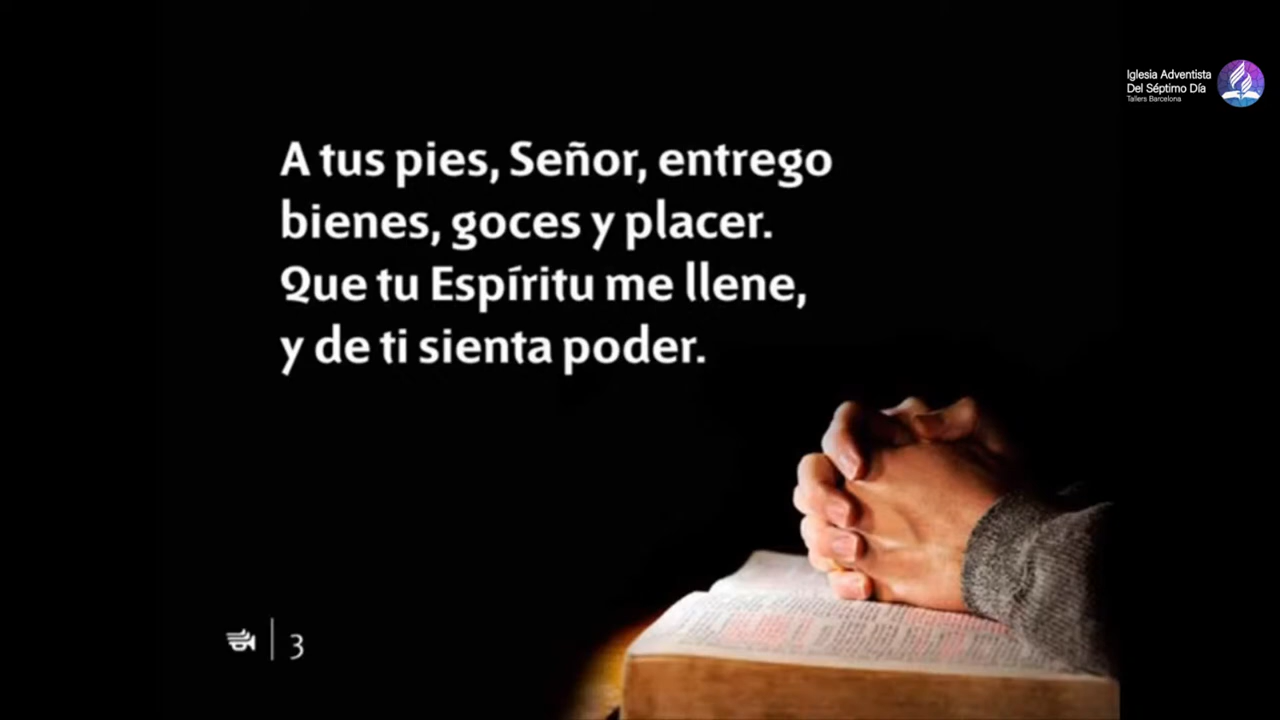 Iglesia Adventista
Del Séptimo Día
Tallers Barcelona
A tus pies, Señor, entrego
bienes, goces y placer.
Que tu Espíritu me llene,
y de ti sienta poder.
3